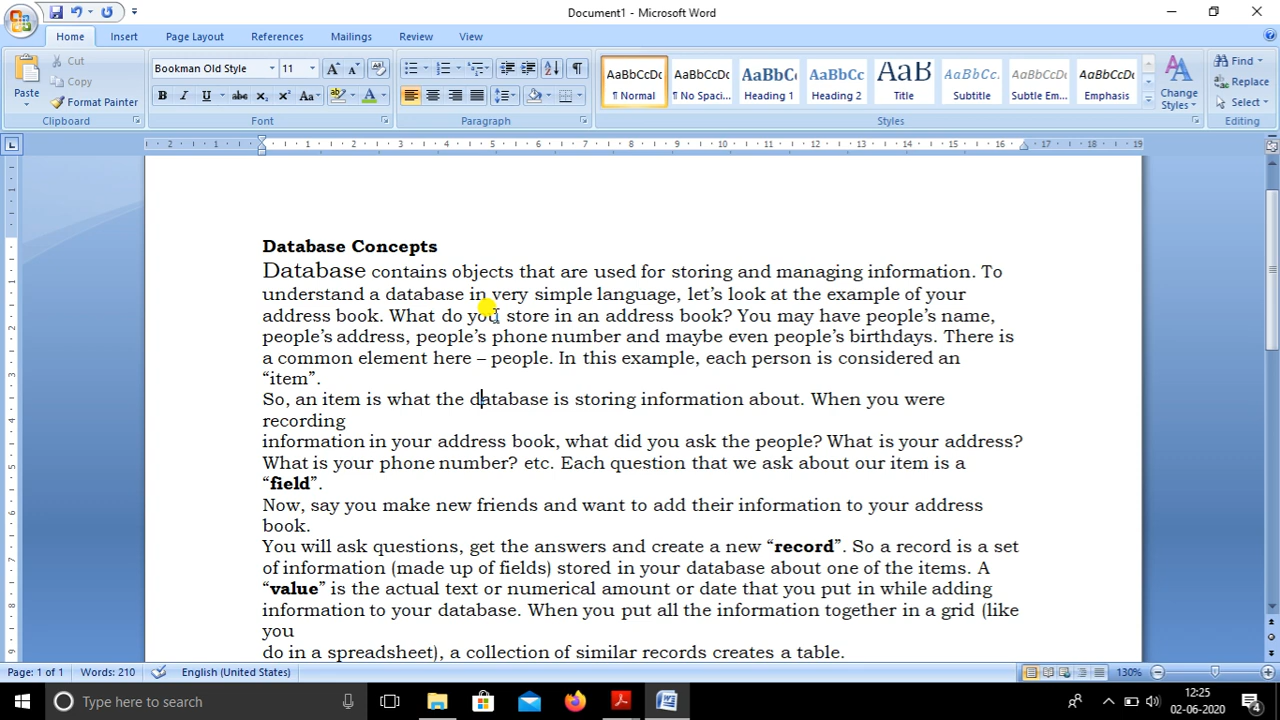 Document1 - Microsoft Word
Home Insert Page Layout References Mailings Review View
Paste
Cut
Copy
Format Painter
Clipboard
Bookman Old Style 11
Font
Paragraph
AaBbCcDc AaBbCcDc AaBbC AaBbCc AaB AaBbCc. AaBbCcDc AaBbCcDc
¶ Normal ¶ No Spaci... Heading 1 Heading 2 Title Subtitle Subtle Em... Emphasis
Change Styles
Styles
Find
Replace
Select
Editing
Database Concepts
Database contains objects that are used for storing and managing information. To
understand a database in very simple language, let’s look at the example of your
address book. What do you store in an address book? You may have people’s name,
people’s address, people’s phone number and maybe even people’s birthdays. There is
a common element here – people. In this example, each person is considered an
“item”.
So, an item is what the database is storing information about. When you were
recording
information in your address book, what did you ask the people? What is your address?
What is your phone number? etc. Each question that we ask about our item is a
“field”.
Now, say you make new friends and want to add their information to your address
book.
You will ask questions, get the answers and create a new “record”. So a record is a set
of information (made up of fields) stored in your database about one of the items. A
“value” is the actual text or numerical amount or date that you put in while adding
information to your database. When you put all the information together in a grid (like
you
do in a spreadsheet), a collection of similar records creates a table.
Page: 1 of 1 Words: 210 English (United States) 130%
Type here to search
12:25
02-06-2020